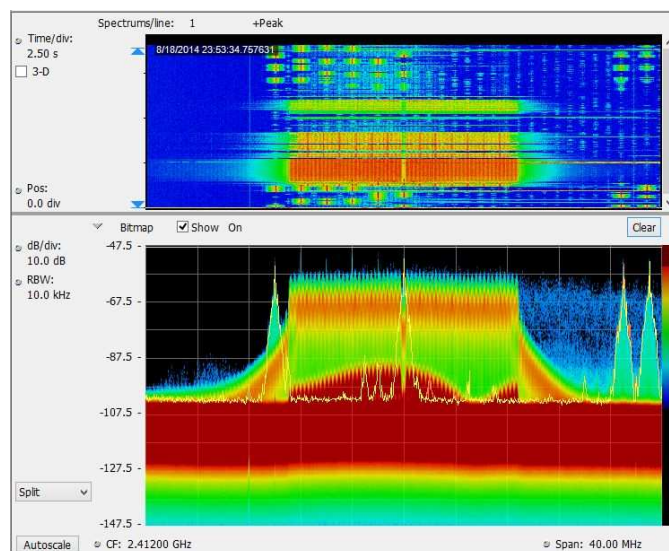 Spectrums/line: 1 +Peak
Time/div:
2.50 s
8/18/2014 23:53:34.757631
3-D
Pos:
0.0 div
Bitmap Show On Clear
dB/div:
10.0 dB
RBW:
10.0 kHz
-47.5
-67.5
-87.5
-107.5
-127.5
-147.5
Split
Autoscale CF: 2.41200 GHz Span: 40.00 MHz